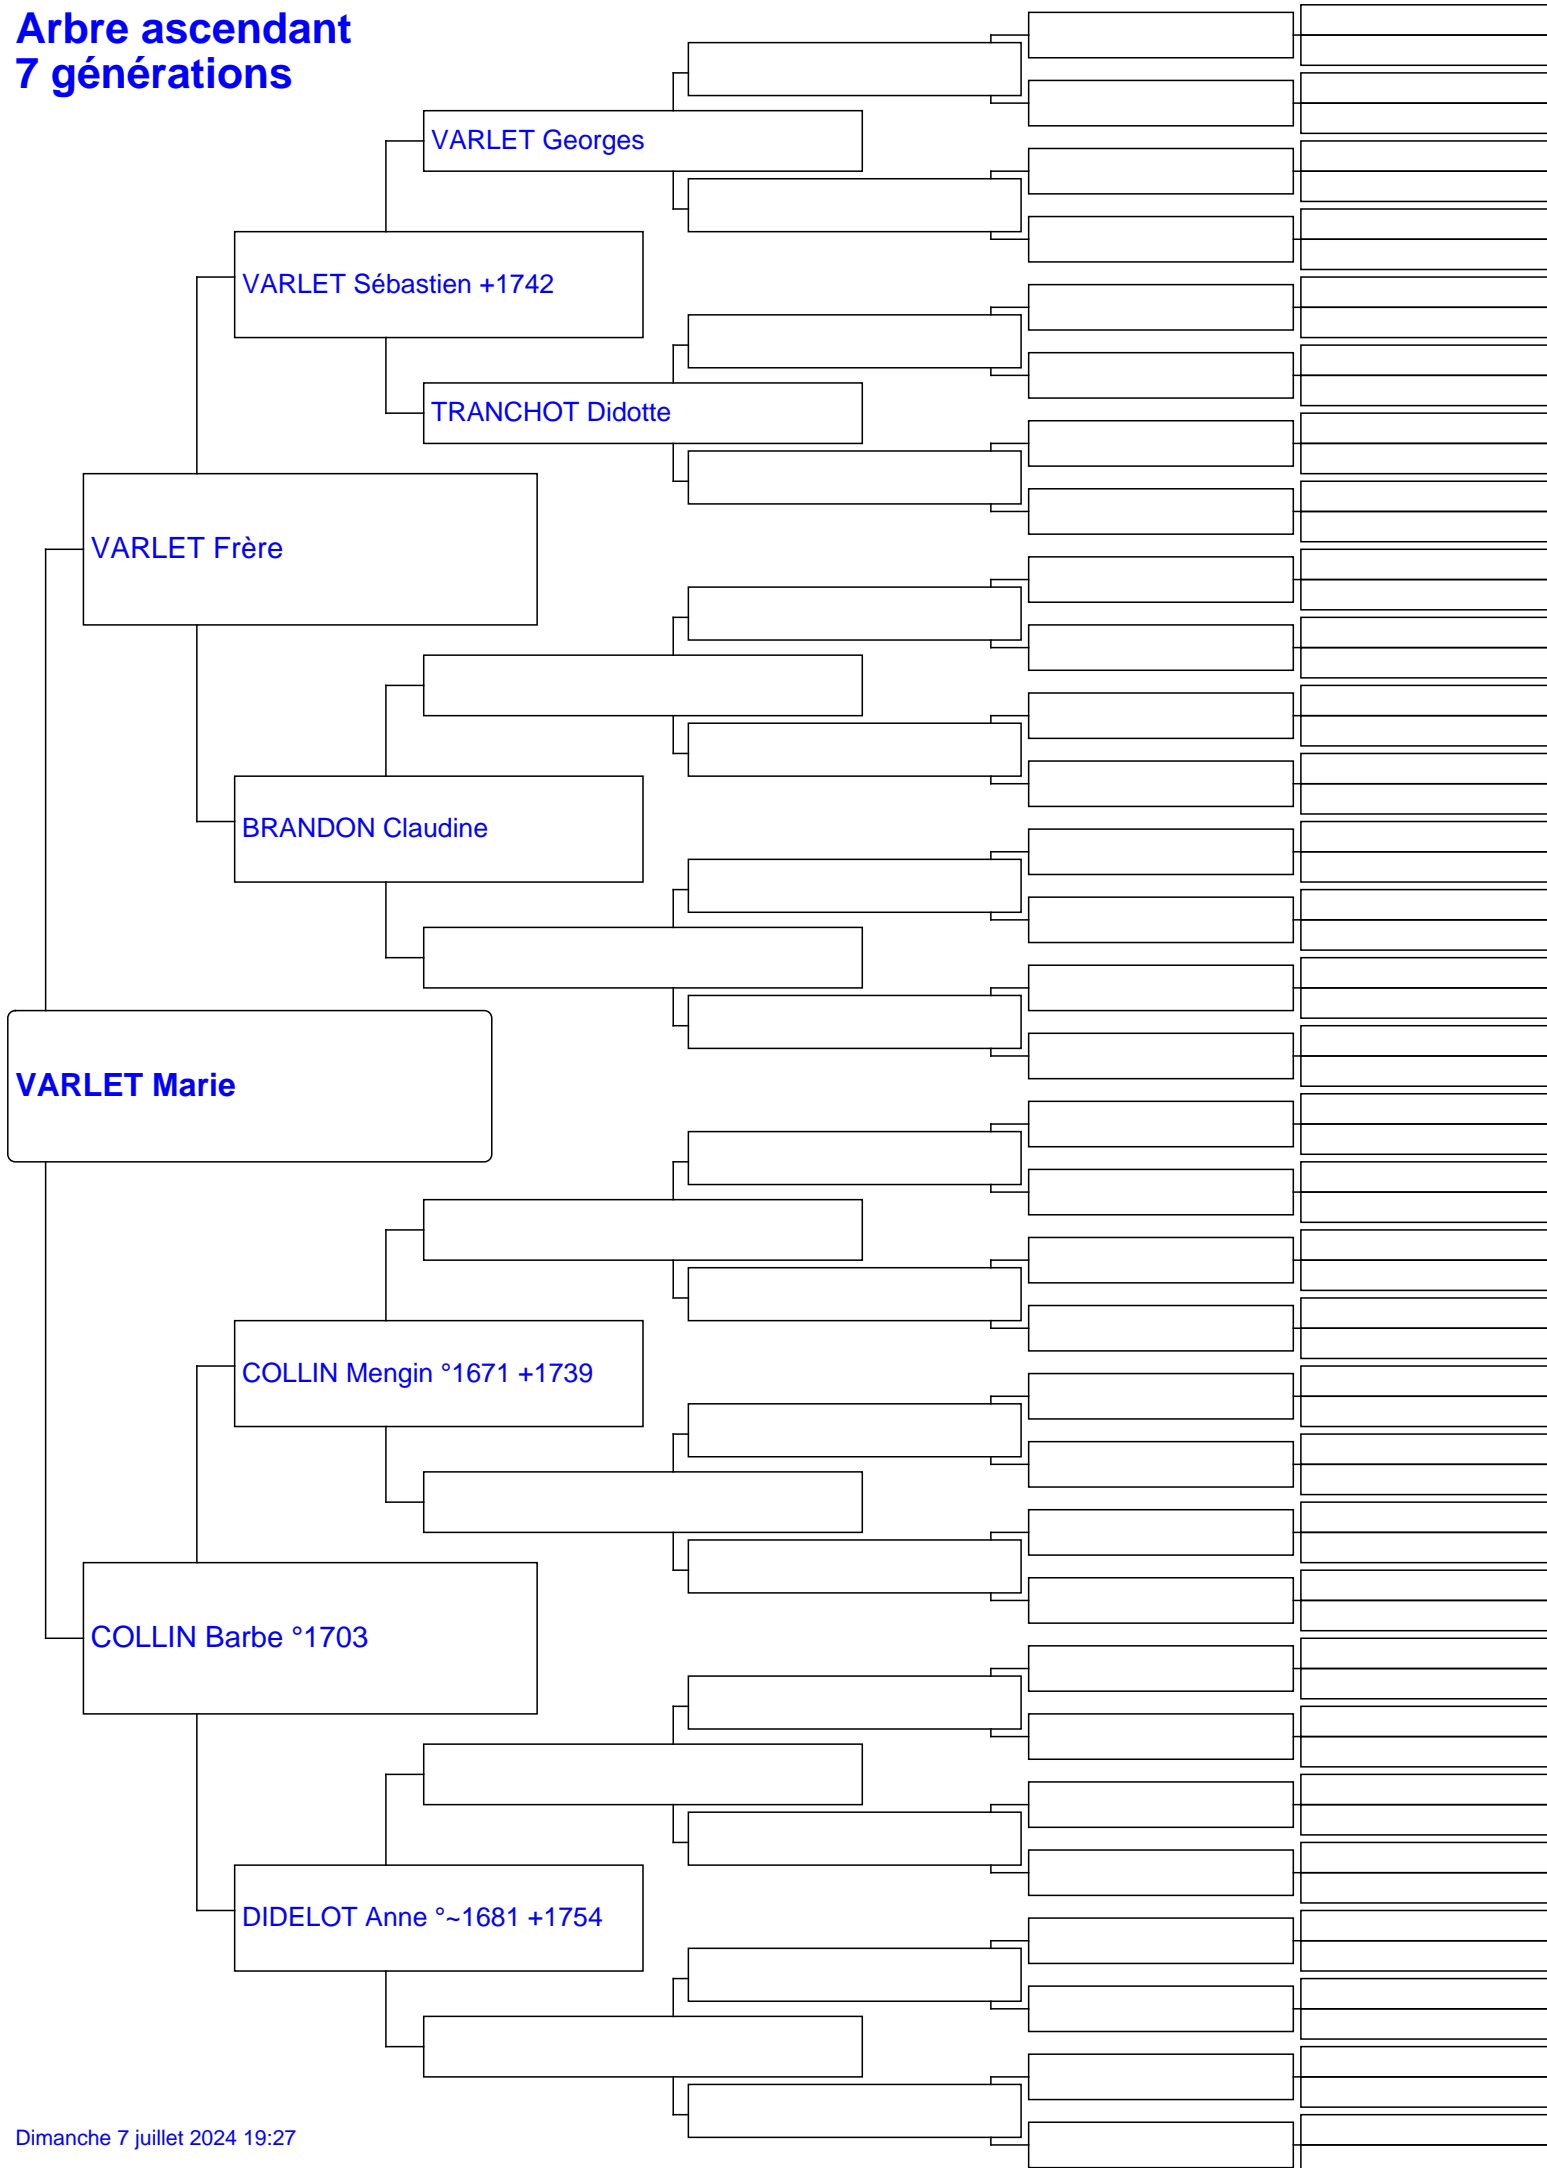 Arbre ascendant
7 générations
VARLET Georges
VARLET Sébastien +1742
TRANCHOT Didotte
VARLET Frère
BRANDON Claudine
VARLET Marie
COLLIN Mengin °1671 +1739
COLLIN Barbe °1703
DIDELOT Anne °~1681 +1754
Dimanche 7 juillet 2024 19:27